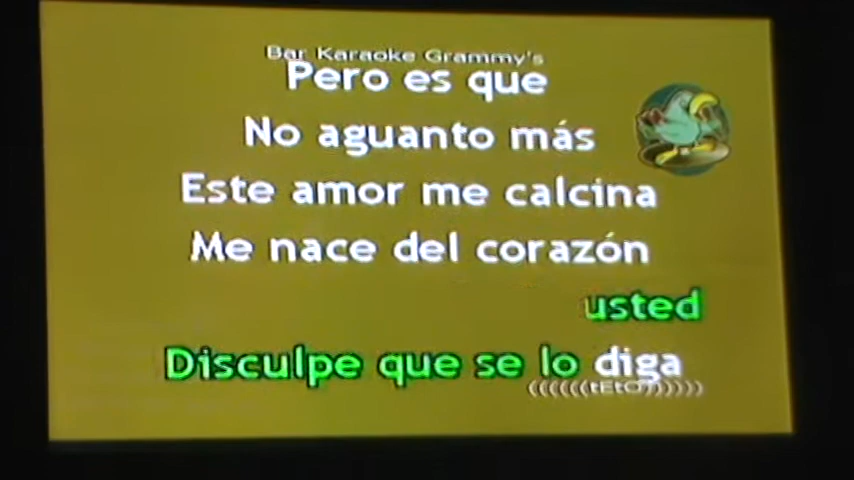 Bar Karaoke Grammy's
Pero es que
No aguanto más
Este amor me calcina
Me nace del corazón
usted
Disculpe que se lo diga
((((((tEtO))))))